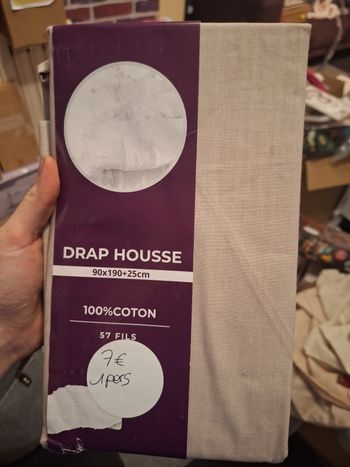 DRAP HOUSSE
90x190+25cm
100%COTON
57 FILS
7€
1 pers